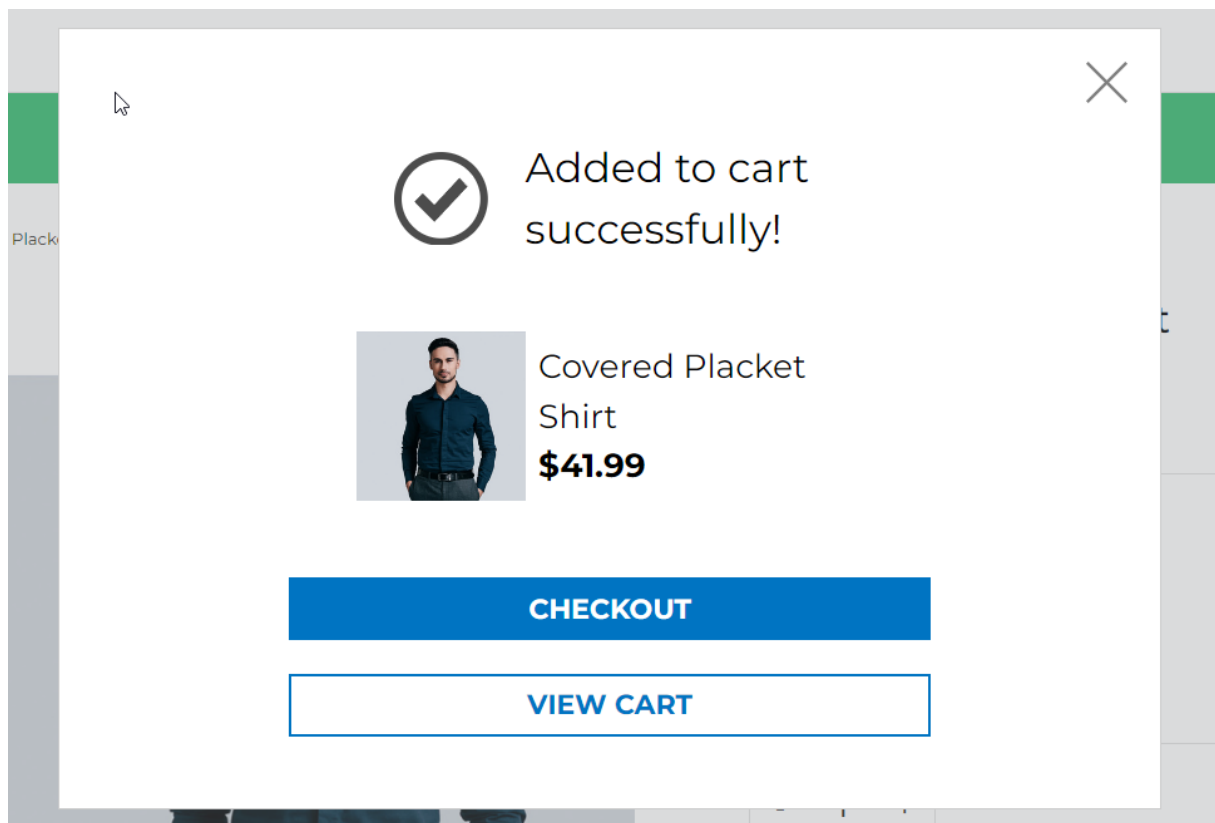 Added to cart
successfully!
Covered Placket
Shirt
$41.99
CHECKOUT
VIEW CART